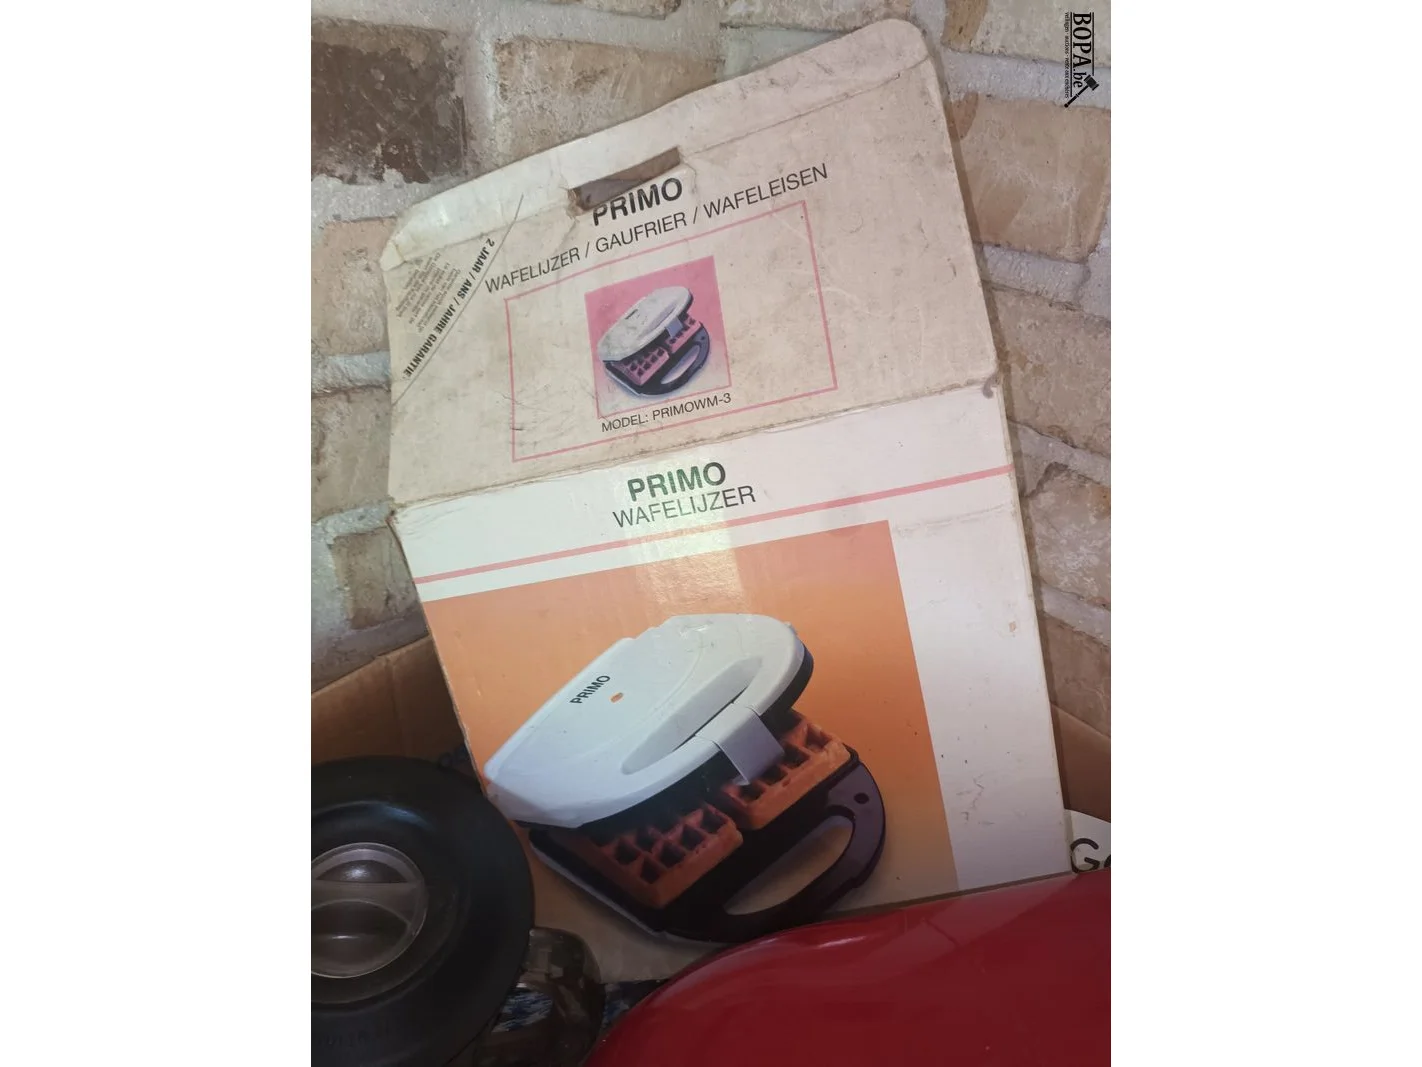 BOPA.be
PRIMO
WAFELIJZER / GAUFRIER / WAFELEISEN
2 JAAR / ANS / JAHRE GARANTIE
MODEL: PRIMOWM-3
PRIMO
WAFELIJZER
PRIMO